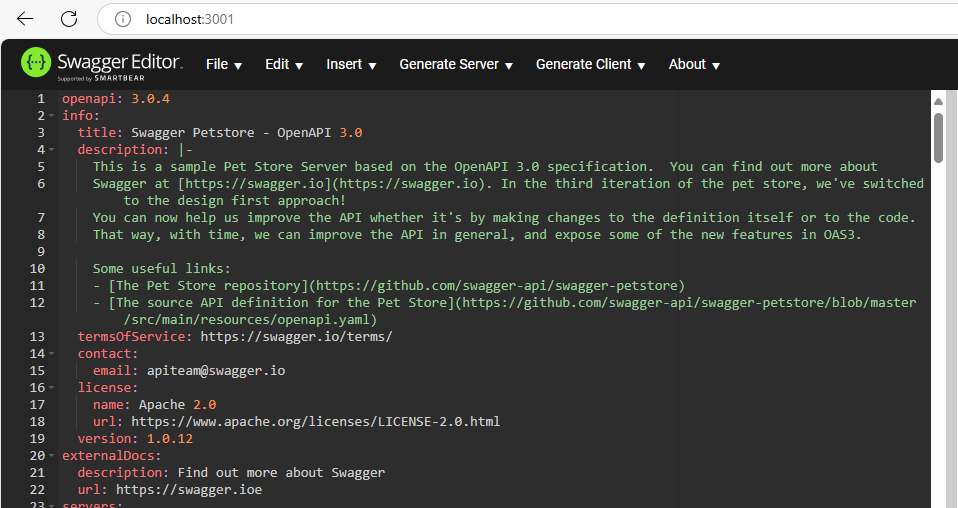 localhost:3001
Swagger Editor
Supported by SMARTBEAR
File Edit Insert Generate Server Generate Client About
1 openapi: 3.0.4
2 info:
3 title: Swagger Petstore - OpenAPI 3.0
4 description: |-
5 This is a sample Pet Store Server based on the OpenAPI 3.0 specification.  You can find out more about
6 Swagger at [https://swagger.io](https://swagger.io). In the third iteration of the pet store, we've switched
to the design first approach!
7 You can now help us improve the API whether it's by making changes to the definition itself or to the code.
8 That way, with time, we can improve the API in general, and expose some of the new features in OAS3.
9
10 Some useful links:
11 - [The Pet Store repository](https://github.com/swagger-api/swagger-petstore)
12 - [The source API definition for the Pet Store](https://github.com/swagger-api/swagger-petstore/blob/master
/src/main/resources/openapi.yaml)
13 termsOfService: https://swagger.io/terms/
14 contact:
15 email: apiteam@swagger.io
16 license:
17 name: Apache 2.0
18 url: https://www.apache.org/licenses/LICENSE-2.0.html
19 version: 1.0.12
20 externalDocs:
21 description: Find out more about Swagger
22 url: https://swagger.ioe
23 servers: